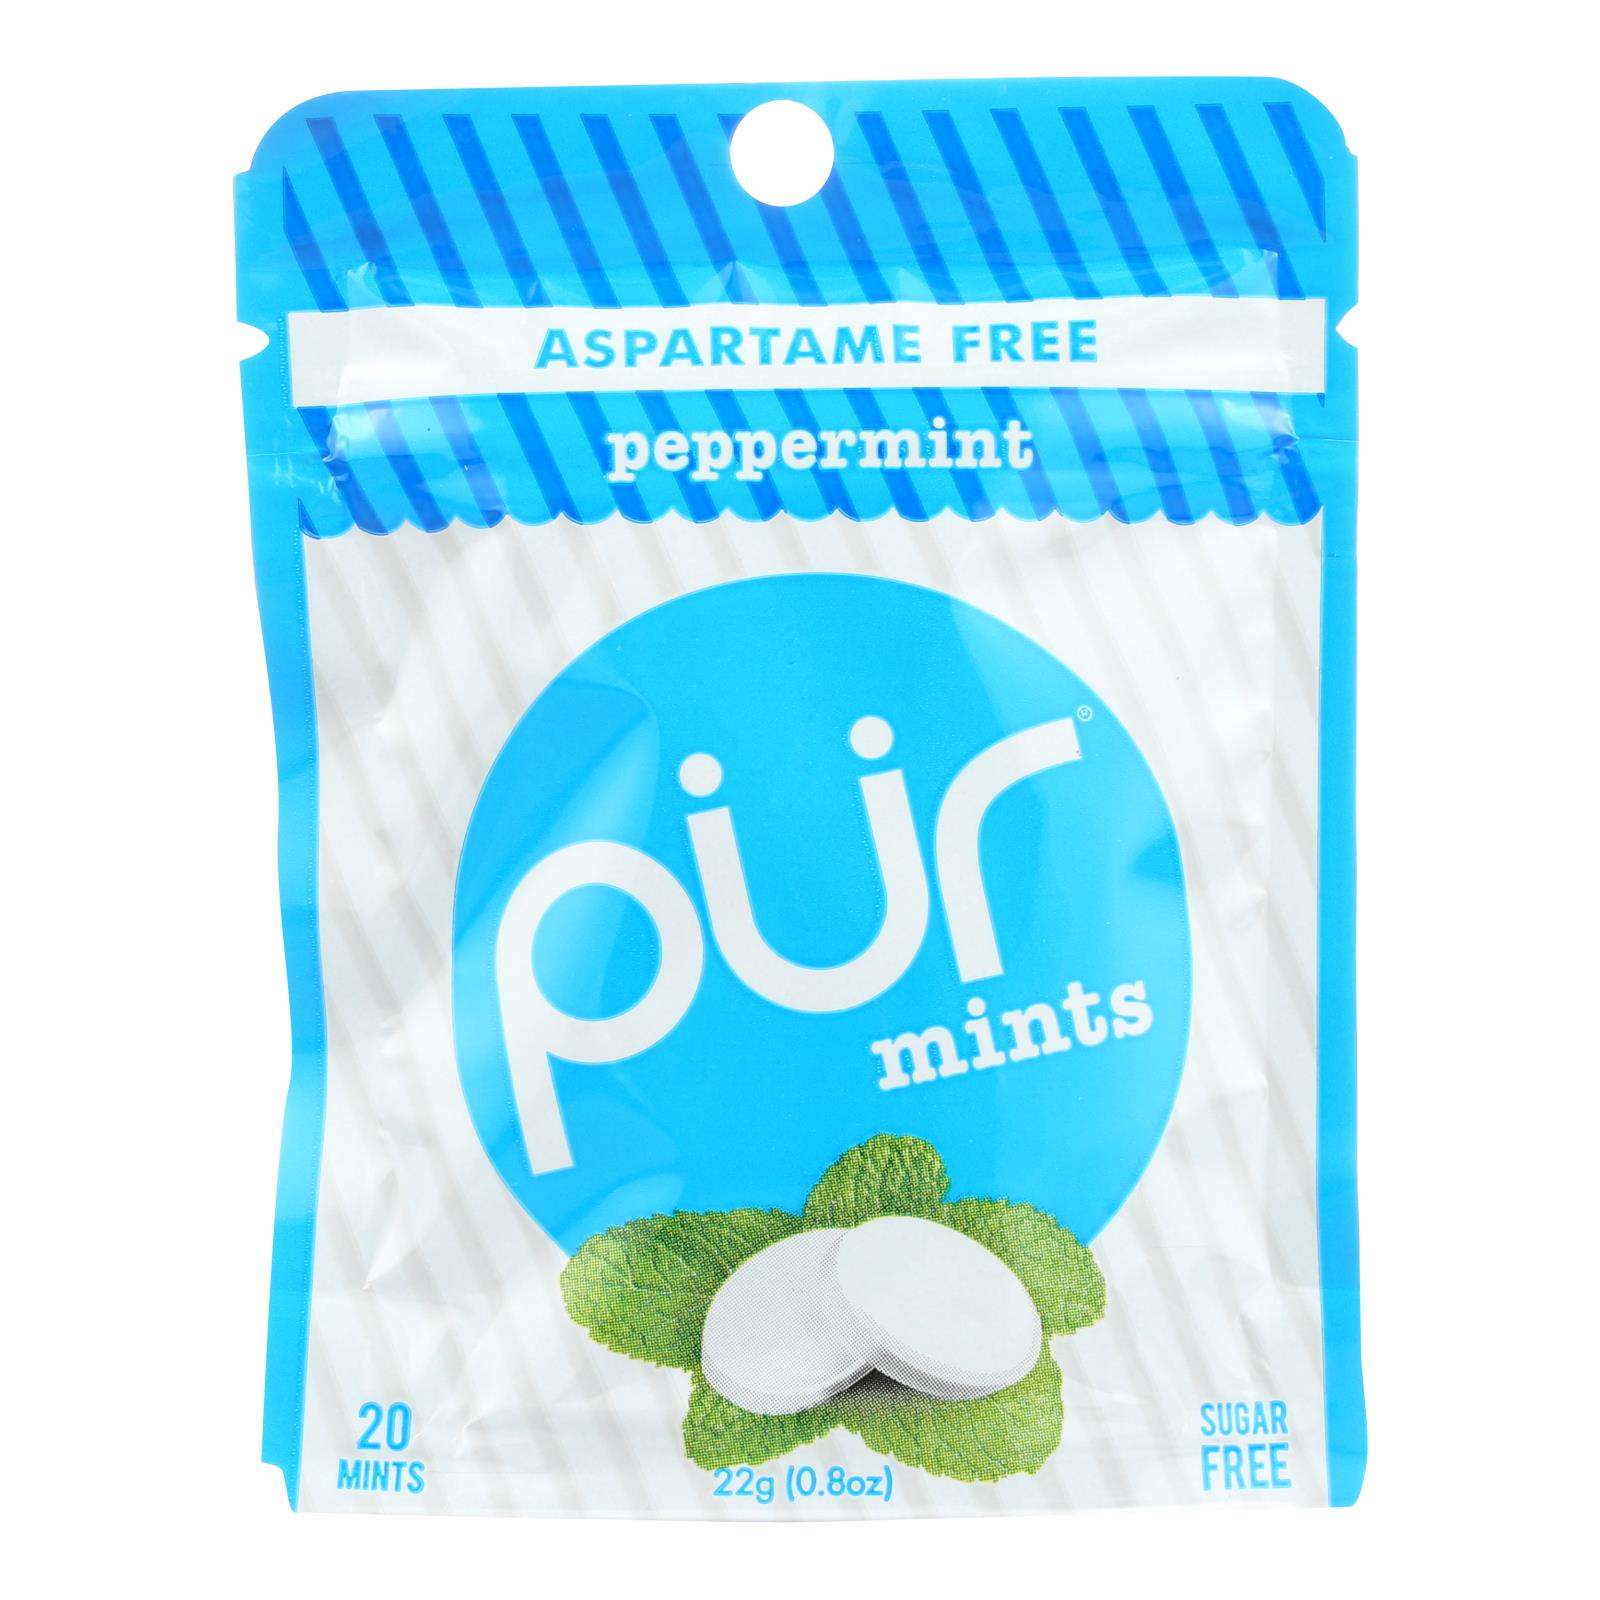 ASPARTAME FREE
peppermint
pür®
mints
20
MINTS
22g (0.8oz)
SUGAR
FREE